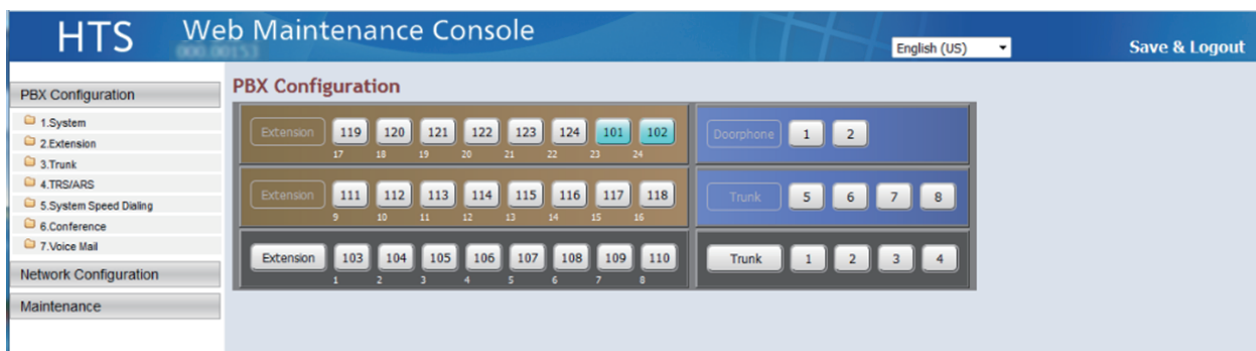 HTS Web Maintenance Console
000.00153
English (US)
Save & Logout
PBX Configuration
1.System
2.Extension
3.Trunk
4.TRS/ARS
5.System Speed Dialing
6.Conference
7.Voice Mail
Network Configuration
Maintenance
PBX Configuration
Extension 119 120 121 122 123 124 101 102
17 18 19 20 21 22 23 24
Doorphone 1 2
Extension 111 112 113 114 115 116 117 118
9 10 11 12 13 14 15 16
Trunk 5 6 7 8
Extension 103 104 105 106 107 108 109 110
1 2 3 4 5 6 7 8
Trunk 1 2 3 4